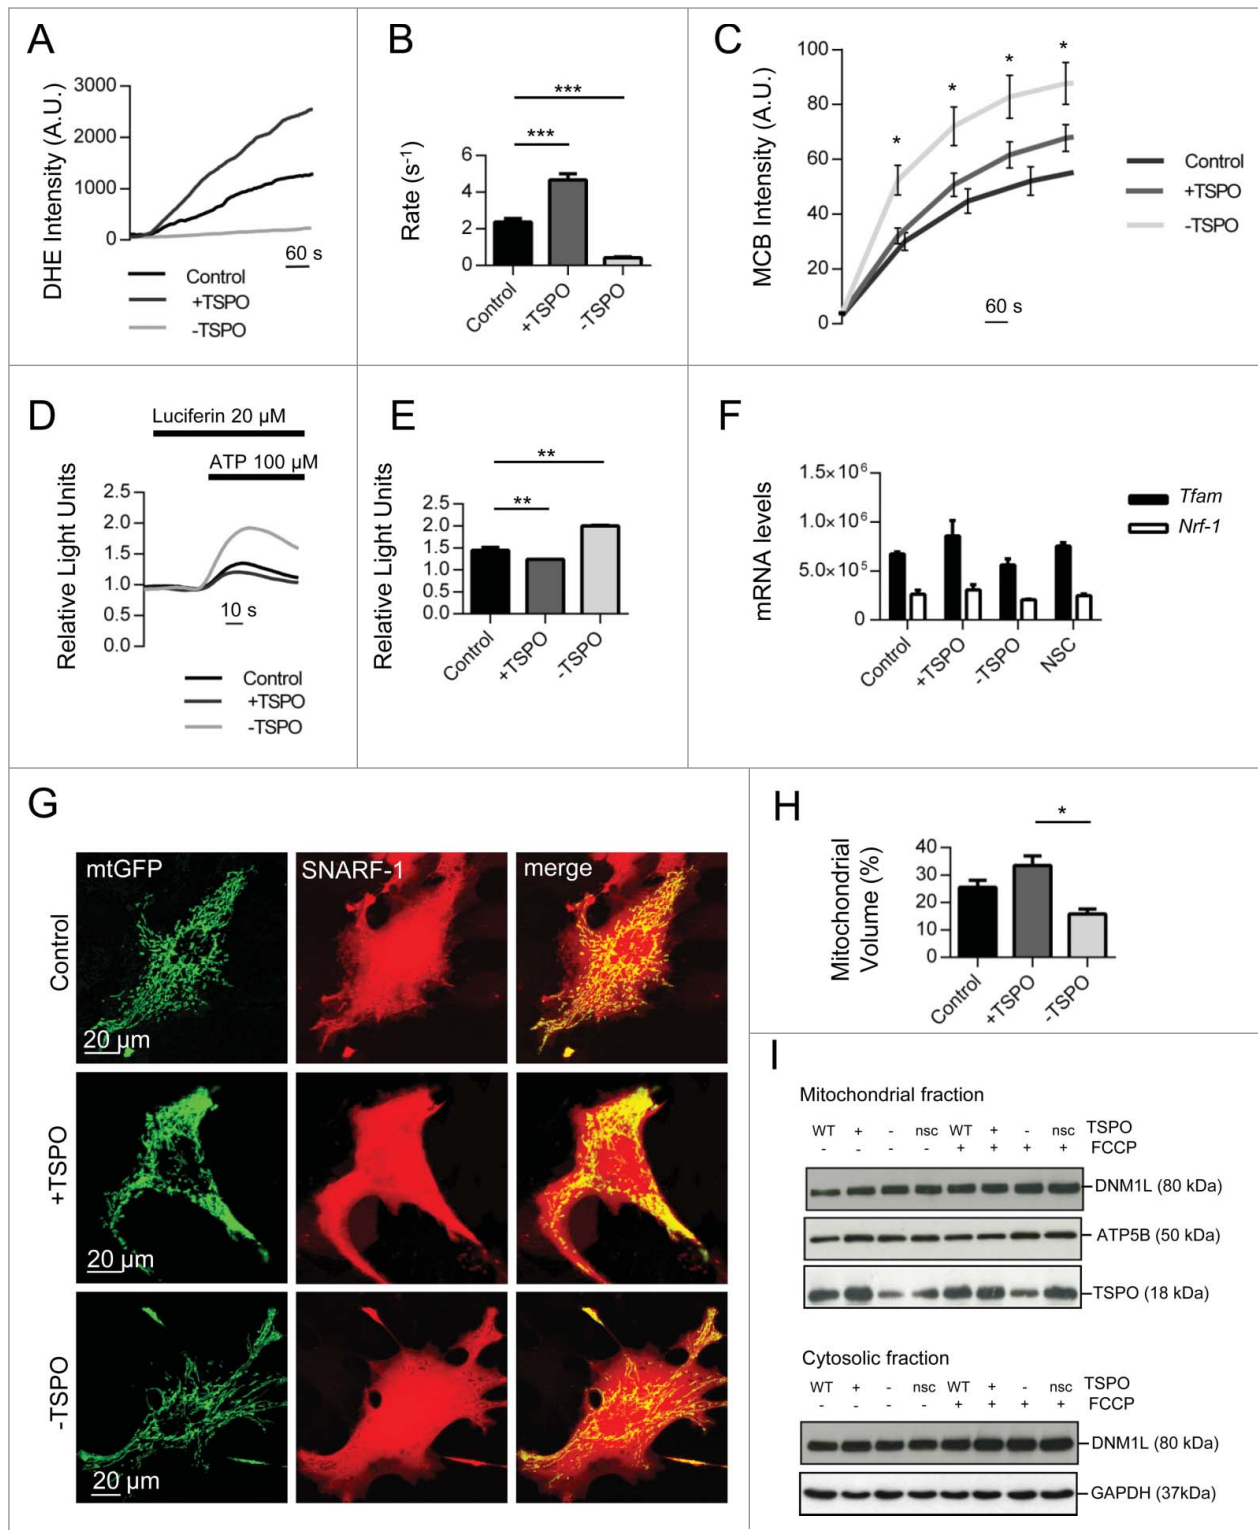 A
DHE Intensity (A.U.)
3000
2000
1000
0
60 s
Control
+TSPO
-TSPO
B
Rate (s-1)
***
***
6
4
2
0
Control
+TSPO
-TSPO
C
MCB Intensity (A.U.)
100
80
60
40
20
0
*
*
*
*
60 s
Control
+TSPO
-TSPO
D
Luciferin 20 µM
ATP 100 µM
Relative Light Units
2.5
2.0
1.5
1.0
0.5
0.0
10 s
Control
+TSPO
-TSPO
E
Relative Light Units
**
**
2.5
2.0
1.5
1.0
0.5
0.0
Control
+TSPO
-TSPO
F
mRNA levels
1.5×10⁶
1.0×10⁶
5.0×10⁵
0
Control
+TSPO
-TSPO
NSC
Tfam
Nrf-1
G
mtGFP
SNARF-1
merge
Control
20 µm
+TSPO
20 µm
-TSPO
20 µm
H
Mitochondrial
Volume (%)
*
40
30
20
10
0
Control
+TSPO
-TSPO
I
Mitochondrial fraction
WT + - nsc WT + - nsc TSPO
- - - - + + + + FCCP
DNM1L (80 kDa)
ATP5B (50 kDa)
TSPO (18 kDa)
Cytosolic fraction
WT + - nsc WT + - nsc TSPO
- - - - + + + + FCCP
DNM1L (80 kDa)
GAPDH (37kDa)